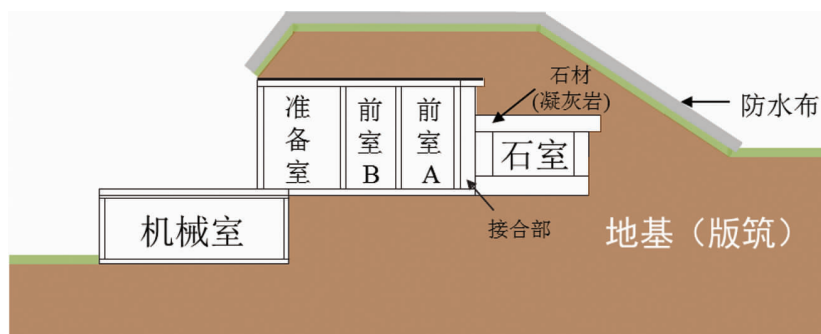 石材
(凝灰岩)
防水布
准备室
前室B
前室A
石室
机械室
接合部
地基（版筑）